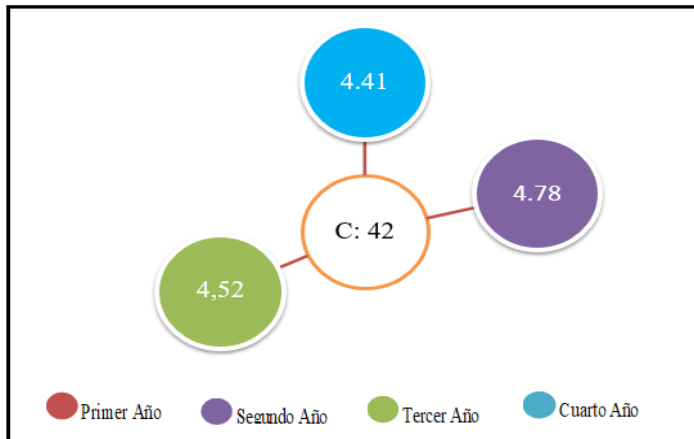 4.41
4.78
C: 42
4,52
Primer Año
Segundo Año
Tercer Año
Cuarto Año